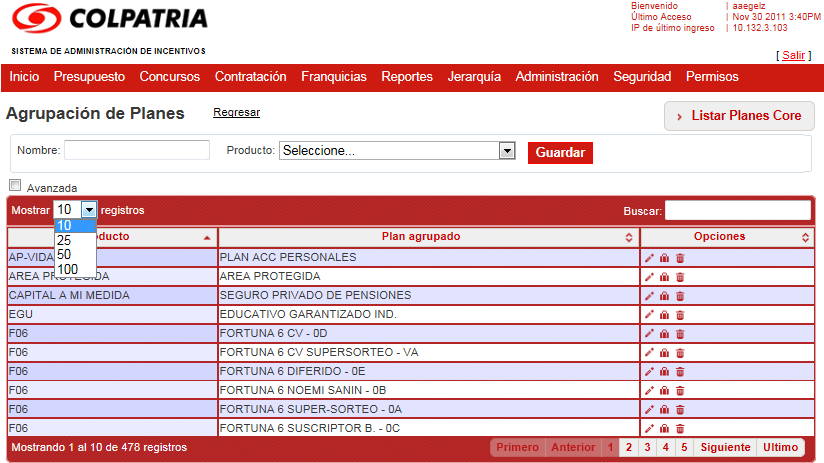 COLPATRIA
SISTEMA DE ADMINISTRACIÓN DE INCENTIVOS
Bienvenido | aaegelz
Último Acceso | Nov 30 2011 3:40PM
IP de último ingreso | 10.132.3.103
[ Salir ]
Inicio Presupuesto Concursos Contratación Franquicias Reportes Jerarquía Administración Seguridad Permisos
Agrupación de Planes Regresar › Listar Planes Core
Nombre: Producto: Seleccione... Guardar
Avanzada
Mostrar 10 registros Buscar:
10
25
50
100
oducto Plan agrupado Opciones
AP-VIDA PLAN ACC PERSONALES
AREA PROTEGIDA AREA PROTEGIDA
CAPITAL A MI MEDIDA SEGURO PRIVADO DE PENSIONES
EGU EDUCATIVO GARANTIZADO IND.
F06 FORTUNA 6 CV - 0D
F06 FORTUNA 6 CV SUPERSORTEO - VA
F06 FORTUNA 6 DIFERIDO - 0E
F06 FORTUNA 6 NOEMI SANIN - 0B
F06 FORTUNA 6 SUPER-SORTEO - 0A
F06 FORTUNA 6 SUSCRIPTOR B. - 0C
Mostrando 1 al 10 de 478 registros Primero Anterior 1 2 3 4 5 Siguiente Ultimo